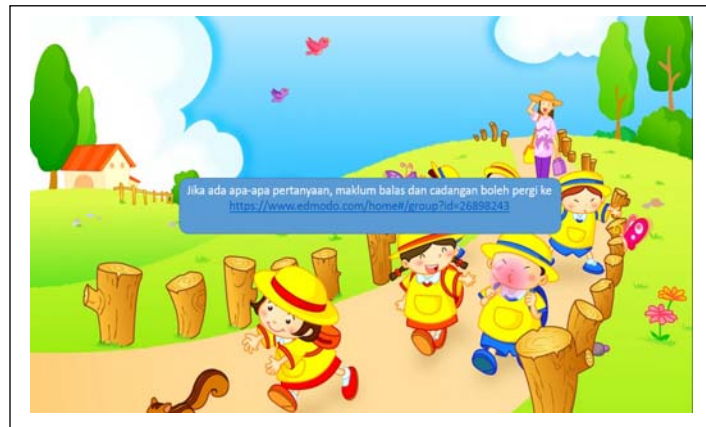 Jika ada apa-apa pertanyaan, maklum balas dan cadangan boleh pergi ke
https://www.edmodo.com/home#/group?id=26898243